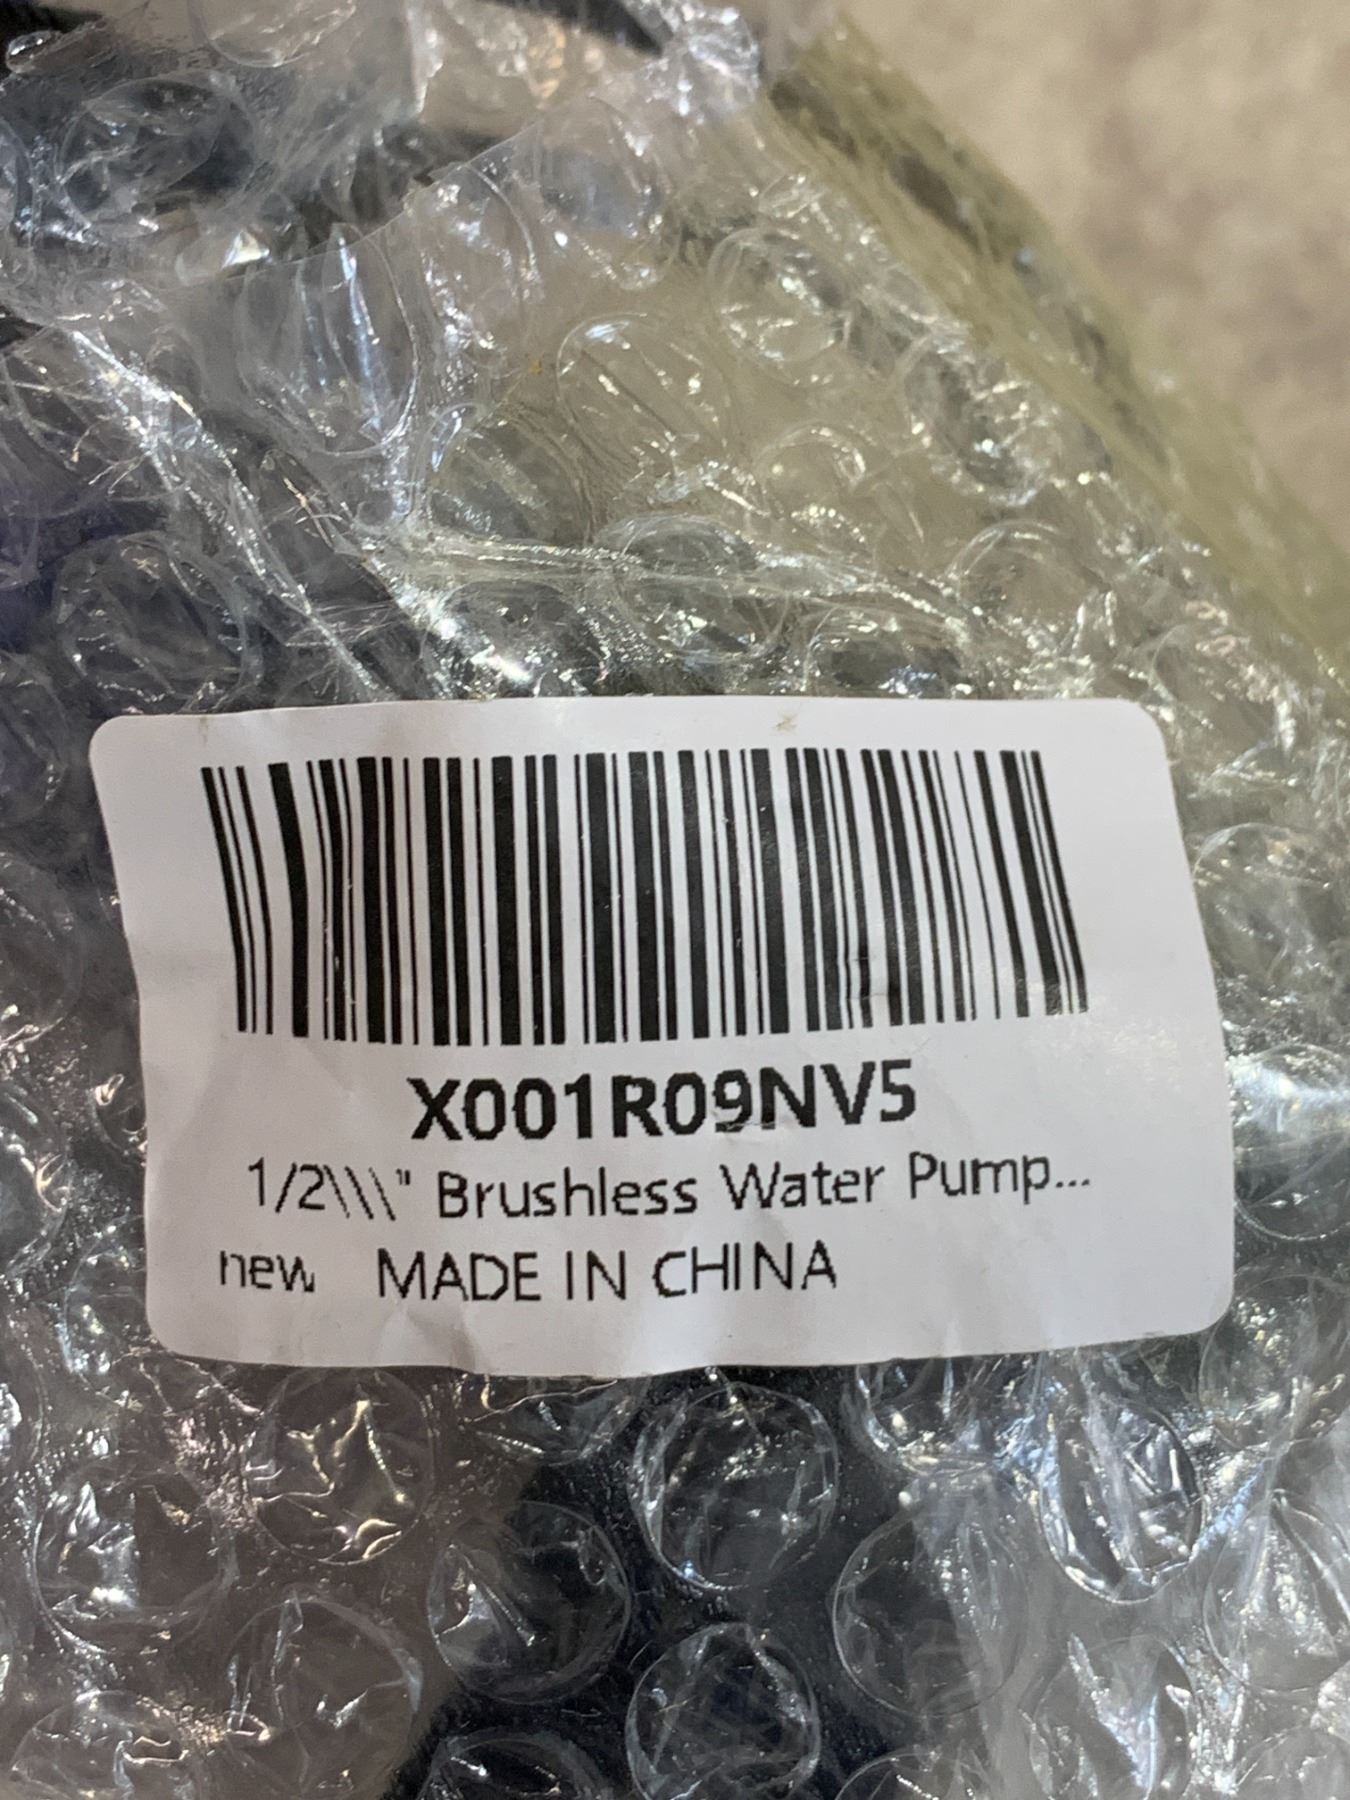 X001R09NV5
1/2\\\" Brushless Water Pump...
new MADE IN CHINA